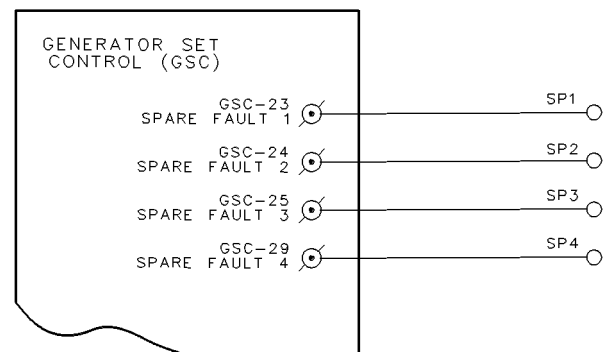 GENERATOR SET
CONTROL (GSC)
GSC-23
SPARE FAULT 1
SP1
GSC-24
SPARE FAULT 2
SP2
GSC-25
SPARE FAULT 3
SP3
GSC-29
SPARE FAULT 4
SP4